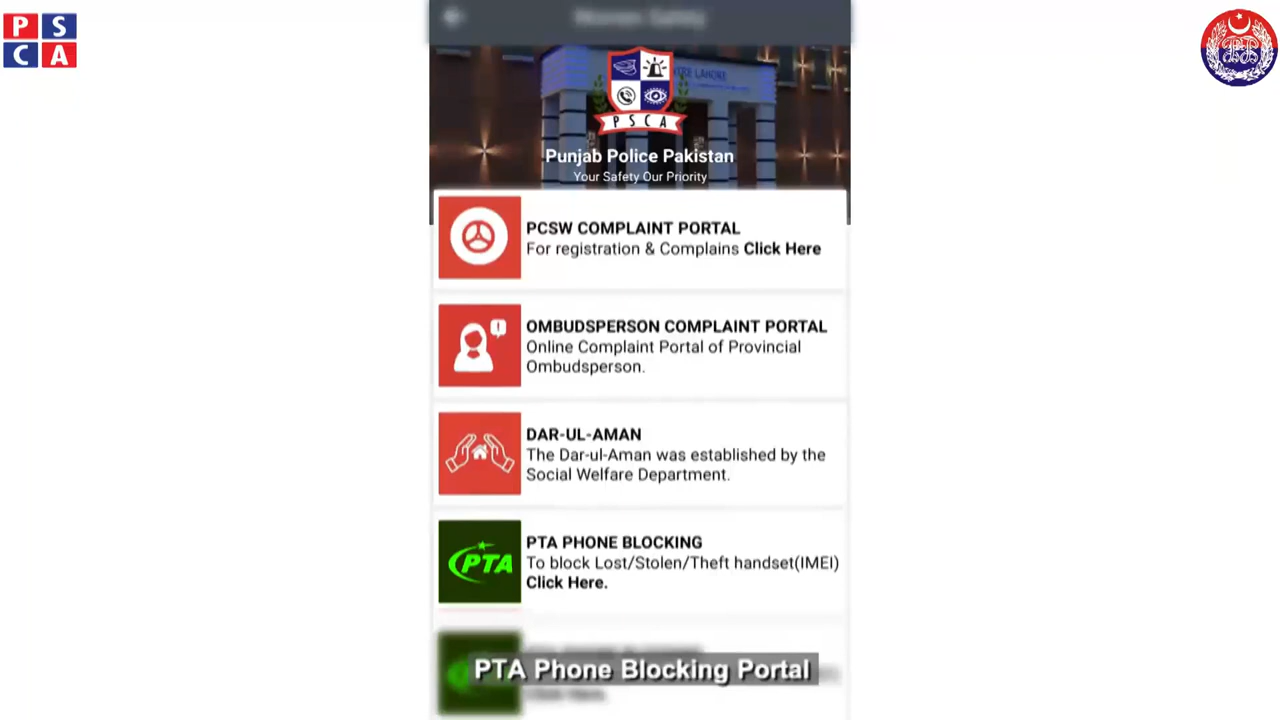 P S
C A
Women Safety
P S C A
Punjab Police Pakistan
Your Safety Our Priority
PCSW COMPLAINT PORTAL
For registration & Complains Click Here
OMBUDSPERSON COMPLAINT PORTAL
Online Complaint Portal of Provincial
Ombudsperson.
DAR-UL-AMAN
The Dar-ul-Aman was established by the
Social Welfare Department.
PTA
PTA PHONE BLOCKING
To block Lost/Stolen/Theft handset(IMEI)
Click Here.
PTA Phone Blocking Portal